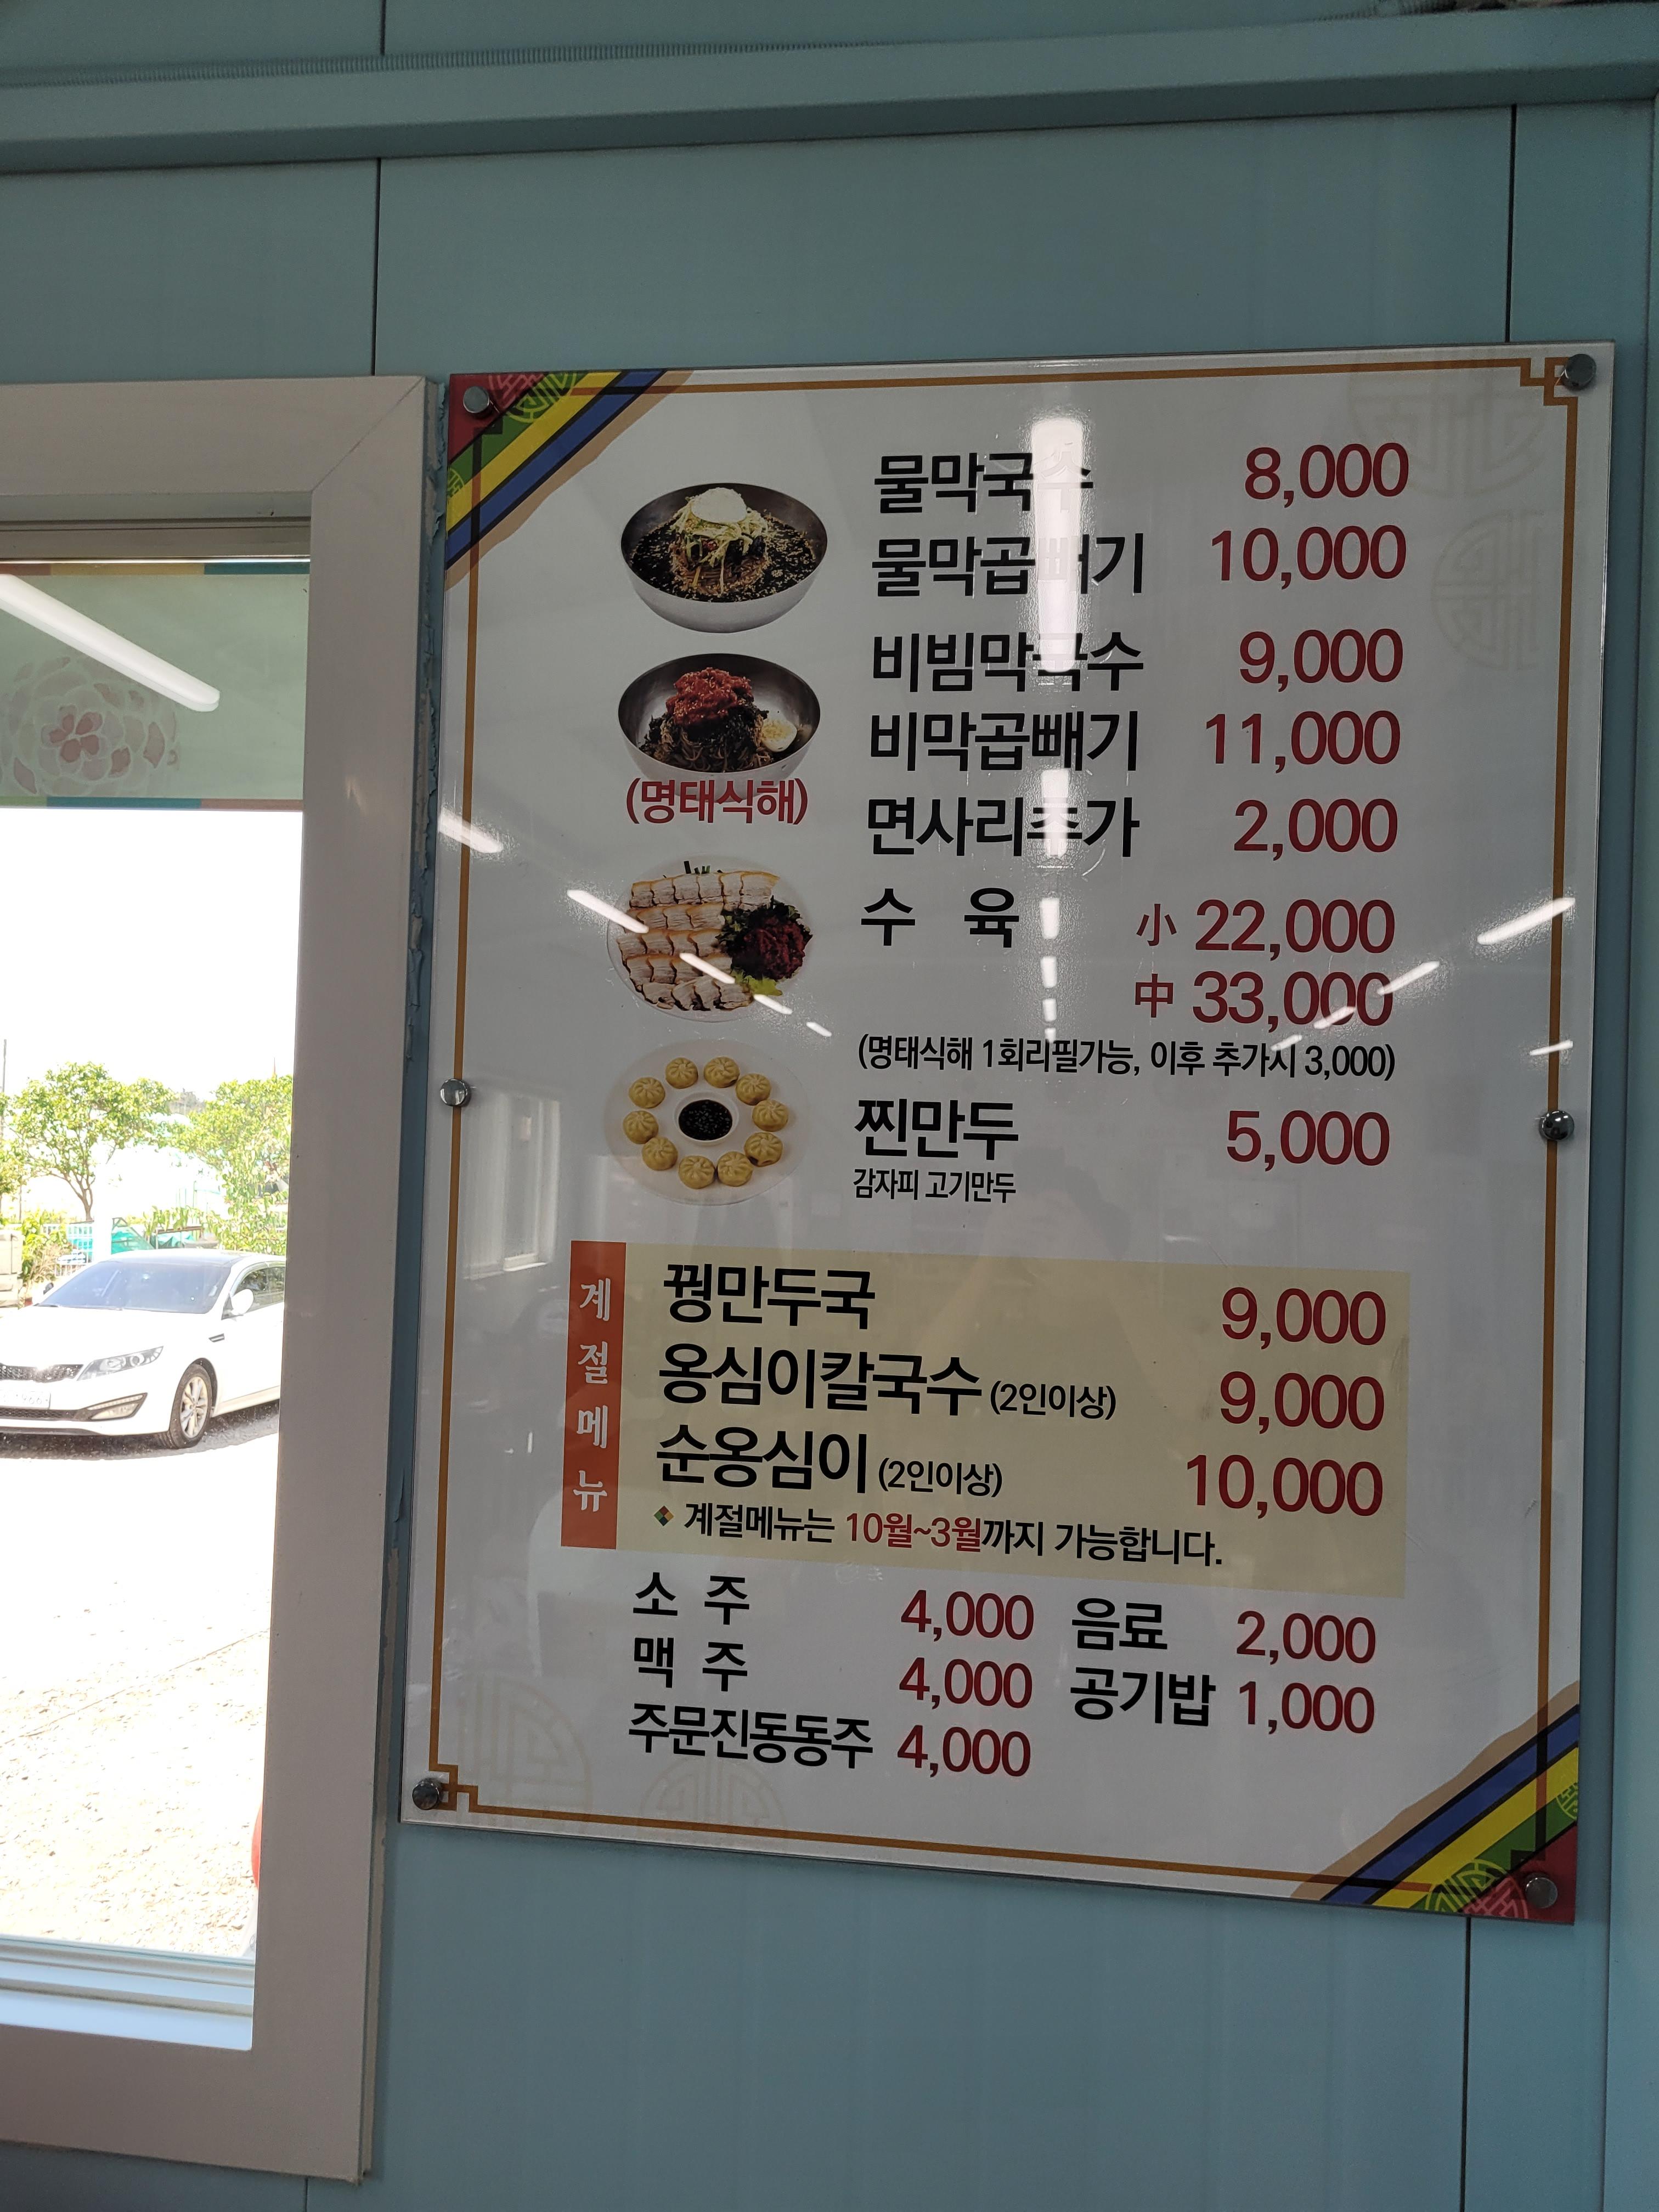 물막국수 8,000
물막곱빼기 10,000
비빔막국수 9,000
비막곱빼기 11,000
(명태식해)
면사리추가 2,000
수 육 小 22,000
中 33,000
(명태식해 1회리필가능, 이후 추가시 3,000)
찐만두 5,000
감자피 고기만두
계절메뉴
꿩만두국 9,000
옹심이칼국수 (2인이상) 9,000
순옹심이 (2인이상) 10,000
계절메뉴는 10월~3월까지 가능합니다.
소 주 4,000 음료 2,000
맥 주 4,000 공기밥 1,000
주문진동동주 4,000